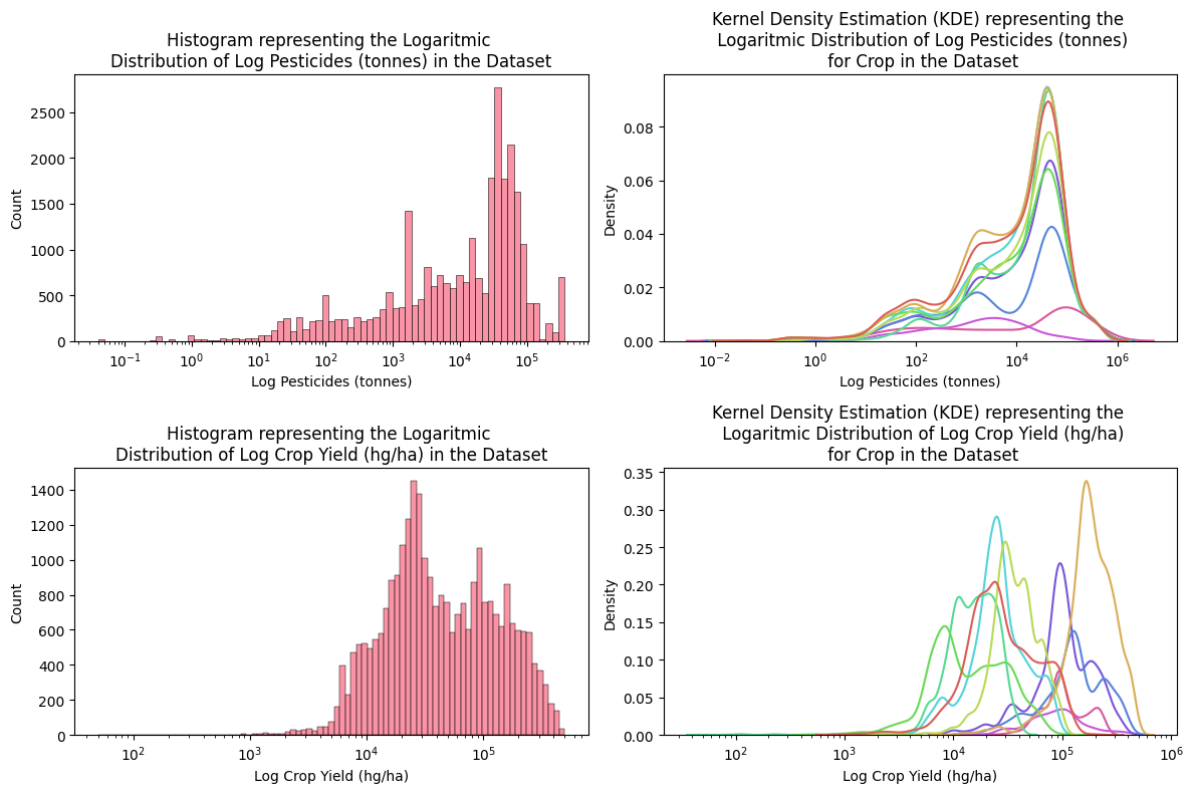 Histogram representing the Logaritmic
Distribution of Log Pesticides (tonnes) in the Dataset
2500
2000
1500
1000
500
0
Count
10⁻¹
10⁰
10¹
10²
10³
10⁴
10⁵
Log Pesticides (tonnes)
Kernel Density Estimation (KDE) representing the
Logaritmic Distribution of Log Pesticides (tonnes)
for Crop in the Dataset
0.08
0.06
0.04
0.02
0.00
Density
10⁻²
10⁰
10²
10⁴
10⁶
Log Pesticides (tonnes)
Histogram representing the Logaritmic
Distribution of Log Crop Yield (hg/ha) in the Dataset
1400
1200
1000
800
600
400
200
0
Count
10²
10³
10⁴
10⁵
Log Crop Yield (hg/ha)
Kernel Density Estimation (KDE) representing the
Logaritmic Distribution of Log Crop Yield (hg/ha)
for Crop in the Dataset
0.35
0.30
0.25
0.20
0.15
0.10
0.05
0.00
Density
10²
10³
10⁴
10⁵
10⁶
Log Crop Yield (hg/ha)